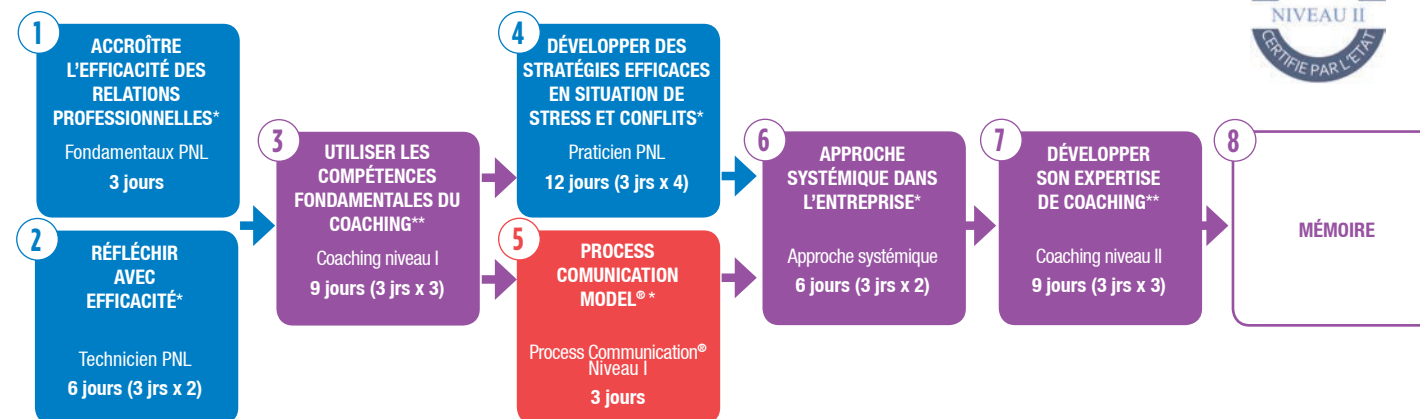 1
ACCROÎTRE
L'EFFICACITÉ DES
RELATIONS
PROFESSIONNELLES*
Fondamentaux PNL
3 jours
2
RÉFLÉCHIR
AVEC
EFFICACITÉ*
Technicien PNL
6 jours (3 jrs x 2)
3
UTILISER LES
COMPÉTENCES
FONDAMENTALES DU
COACHING**
Coaching niveau I
9 jours (3 jrs x 3)
4
DÉVELOPPER DES
STRATÉGIES EFFICACES
EN SITUATION DE
STRESS ET CONFLITS*
Praticien PNL
12 jours (3 jrs x 4)
5
PROCESS
COMUNICATION
MODEL® *
Process Communication®
Niveau I
3 jours
6
APPROCHE
SYSTÉMIQUE DANS
L'ENTREPRISE*
Approche systémique
6 jours (3 jrs x 2)
7
DÉVELOPPER
SON EXPERTISE
DE COACHING**
Coaching niveau II
9 jours (3 jrs x 3)
8
MÉMOIRE
NIVEAU II
CERTIFIE PAR L'ETAT